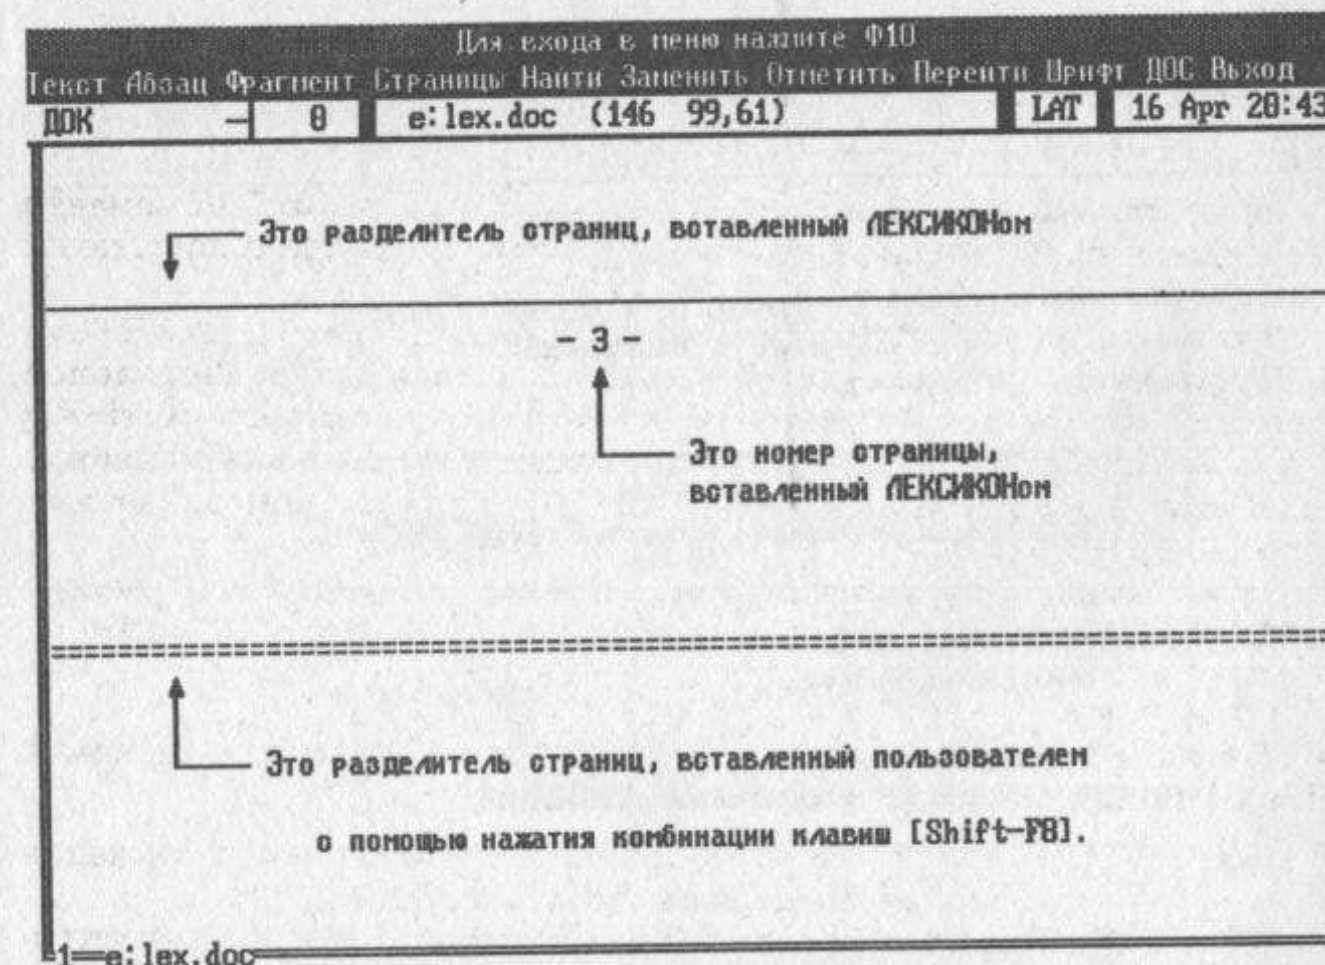 Для входа в меню нажмите Ф10
Текст Абзац Фрагмент Страницы Найти Заменить Отметить Перейти Шрифт ДОС Выход
ДОК — 0 e:lex.doc (146 99,61) LAT 16 Apr 20:43
Это разделитель страниц, вставленный ЛЕКСИКОНом
- 3 -
Это номер страницы,
вставленный ЛЕКСИКОНом
Это разделитель страниц, вставленный пользователем
с помощью нажатия комбинации клавиш [Shift-F8].
1 e:lex.doc